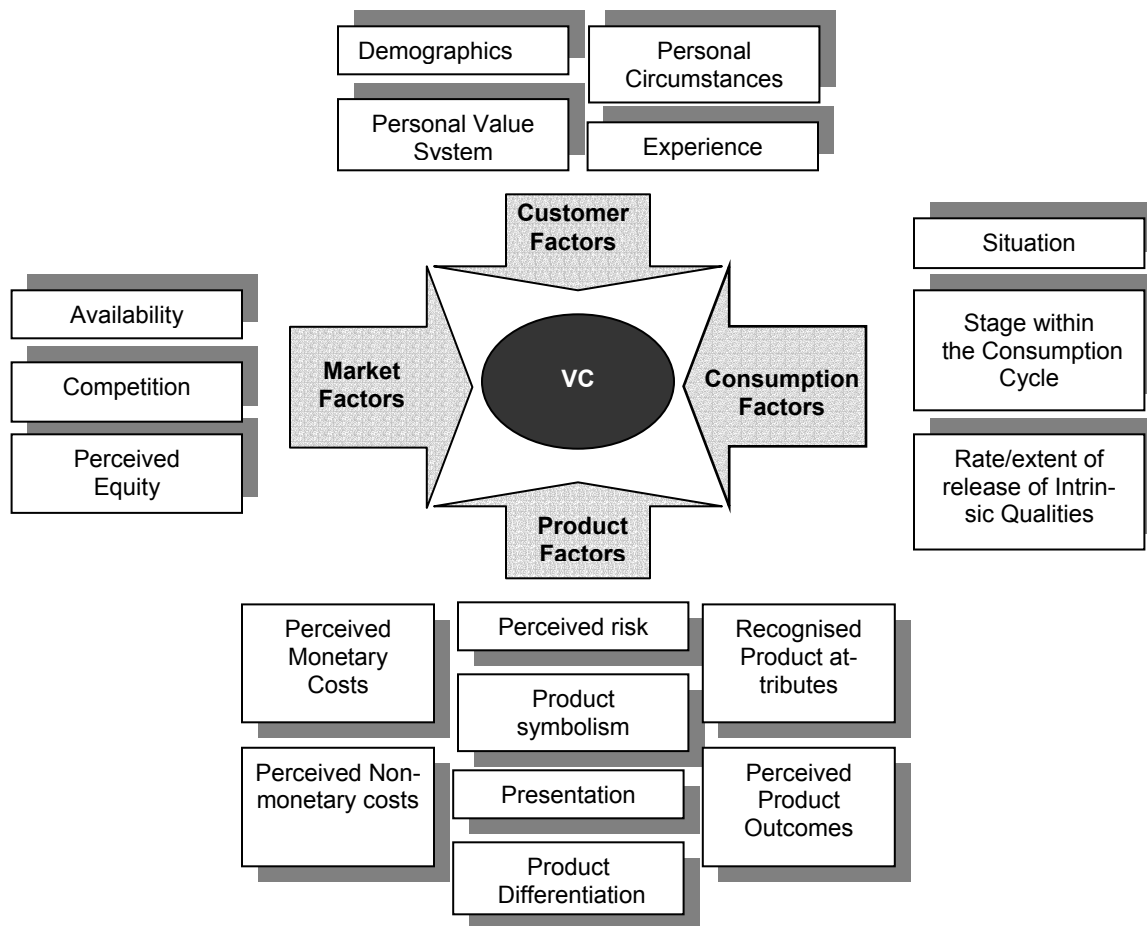 Demographics
Personal
Circumstances
Personal Value
System
Experience
Customer
Factors
Situation
Availability
Stage within
the Consumption
Cycle
Competition
Market
Factors
VC
Consumption
Factors
Perceived
Equity
Rate/extent of
release of Intrin-
sic Qualities
Product
Factors
Perceived
Monetary
Costs
Perceived risk
Recognised
Product at-
tributes
Product
symbolism
Perceived Non-
monetary costs
Presentation
Perceived
Product
Outcomes
Product
Differentiation